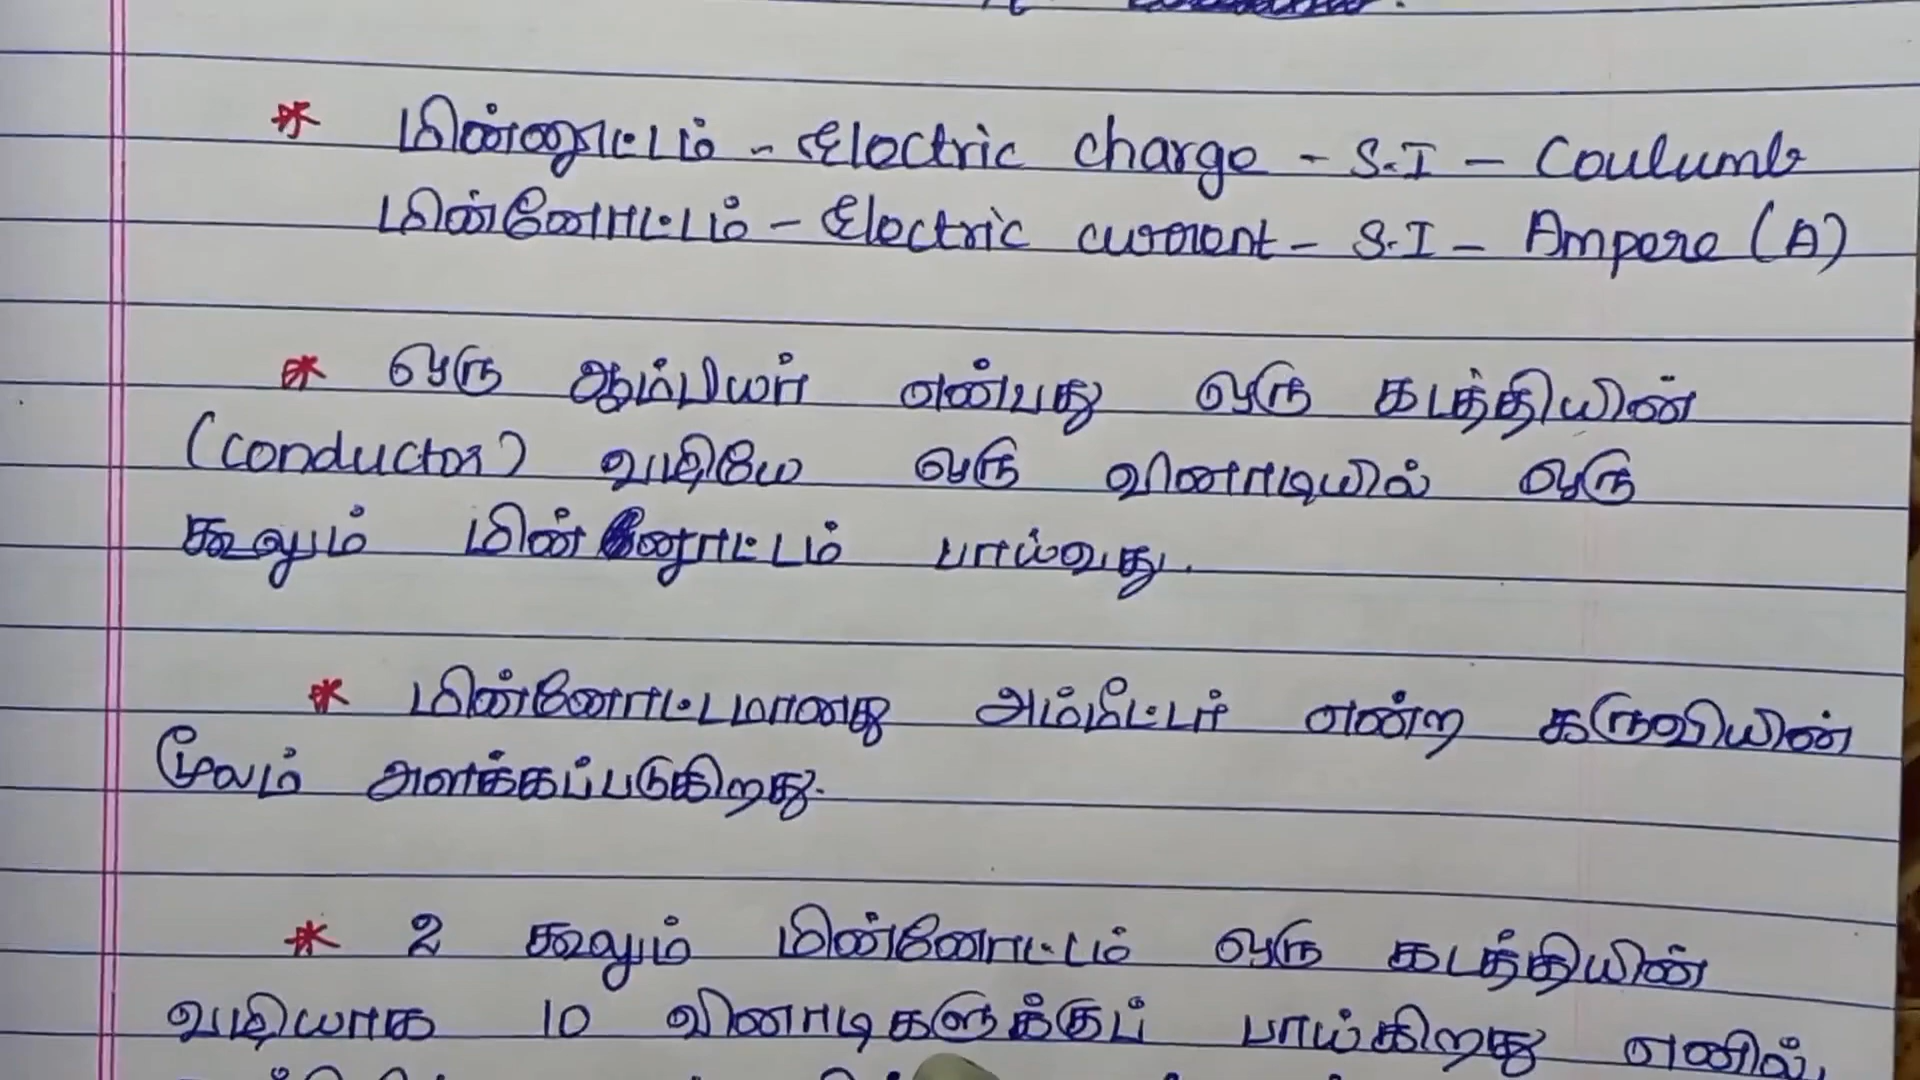 * மின்னூட்டம் - Electric charge - S.I - Coulumb
மின்னோட்டம் - Electric current - S.I - Ampere (A)
* ஒரு ஆம்பியர் என்பது ஒரு கடத்தியின்
(conductor) வழியே ஒரு வினாடியில் ஒரு
கூலும் மின்னூட்டம் பாய்வது.
* மின்னோட்டமானது அம்மீட்டர் என்ற கருவியின்
மூலம் அளக்கப்படுகிறது.
* 2 கூலும் மின்னோட்டம் ஒரு கடத்தியின்
வழியாக 10 வினாடிகளுக்குப் பாய்கிறது எனில்,